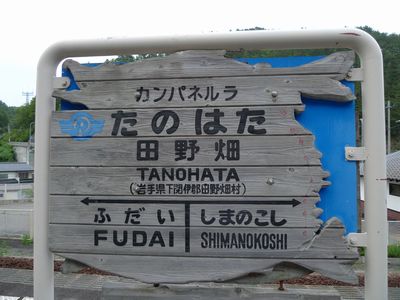 カンパネルラ
たのはた
田野畑
TANOHATA
(岩手県下閉伊郡田野畑村)
ふだい しまのこし
FUDAI SHIMANOKOSHI